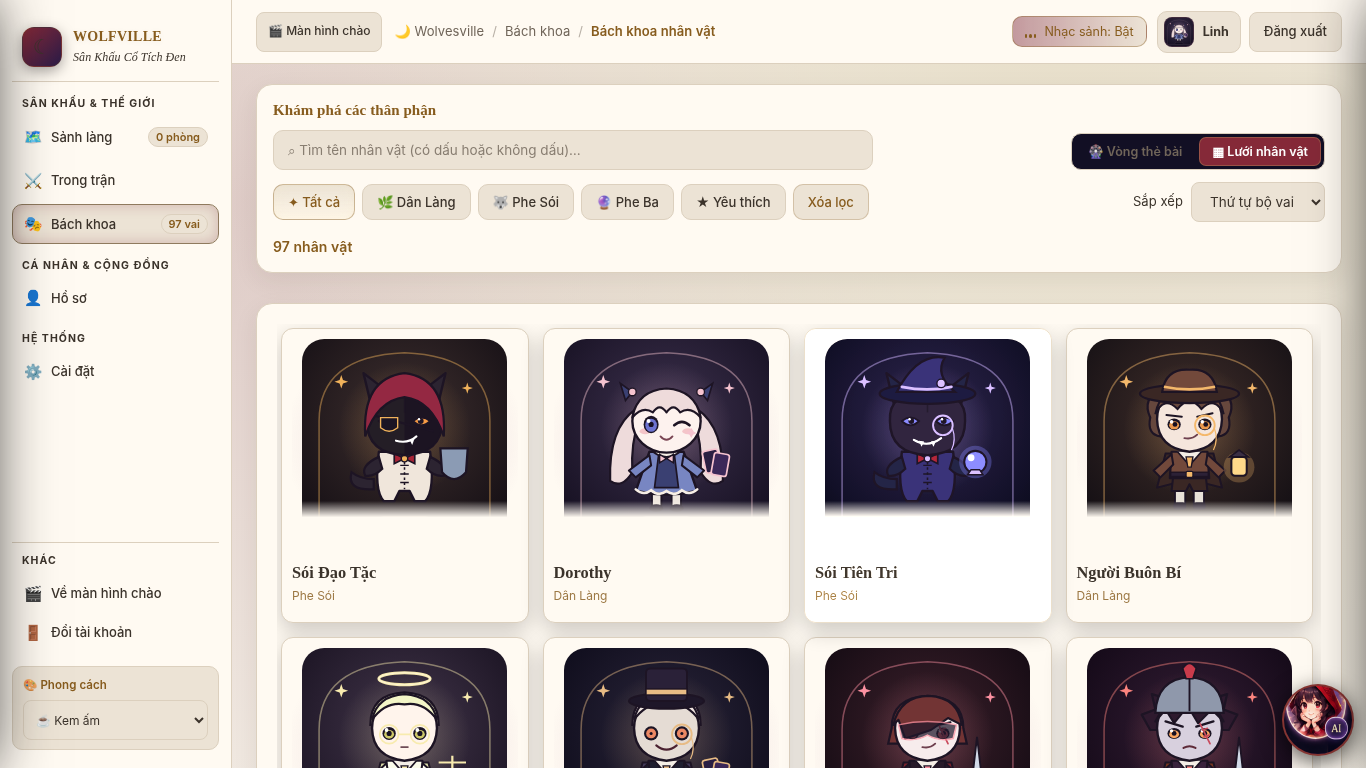 WOLFVILLE
Sân Khấu Cổ Tích Đen
SÂN KHẤU & THẾ GIỚI
🗺️ Sảnh làng 0 phòng
⚔️ Trong trận
🎭 Bách khoa 97 vai
CÁ NHÂN & CỘNG ĐỒNG
👤 Hồ sơ
HỆ THỐNG
⚙️ Cài đặt
KHÁC
🎬 Về màn hình chào
🚪 Đổi tài khoản
🎨 Phong cách
☕ Kem ấm
🎬 Màn hình chào
🌙 Wolvesville / Bách khoa / Bách khoa nhân vật
Nhạc sảnh: Bật
Linh
Đăng xuất
Khám phá các thân phận
⌕ Tìm tên nhân vật (có dấu hoặc không dấu)...
🎡 Vòng thẻ bài
▦ Lưới nhân vật
✦ Tất cả
🌿 Dân Làng
🐺 Phe Sói
🔮 Phe Ba
★ Yêu thích
Xóa lọc
Sắp xếp
Thứ tự bộ vai
97 nhân vật
Sói Đạo Tặc
Phe Sói
Dorothy
Dân Làng
Sói Tiên Tri
Phe Sói
Người Buôn Bí
Dân Làng
AI